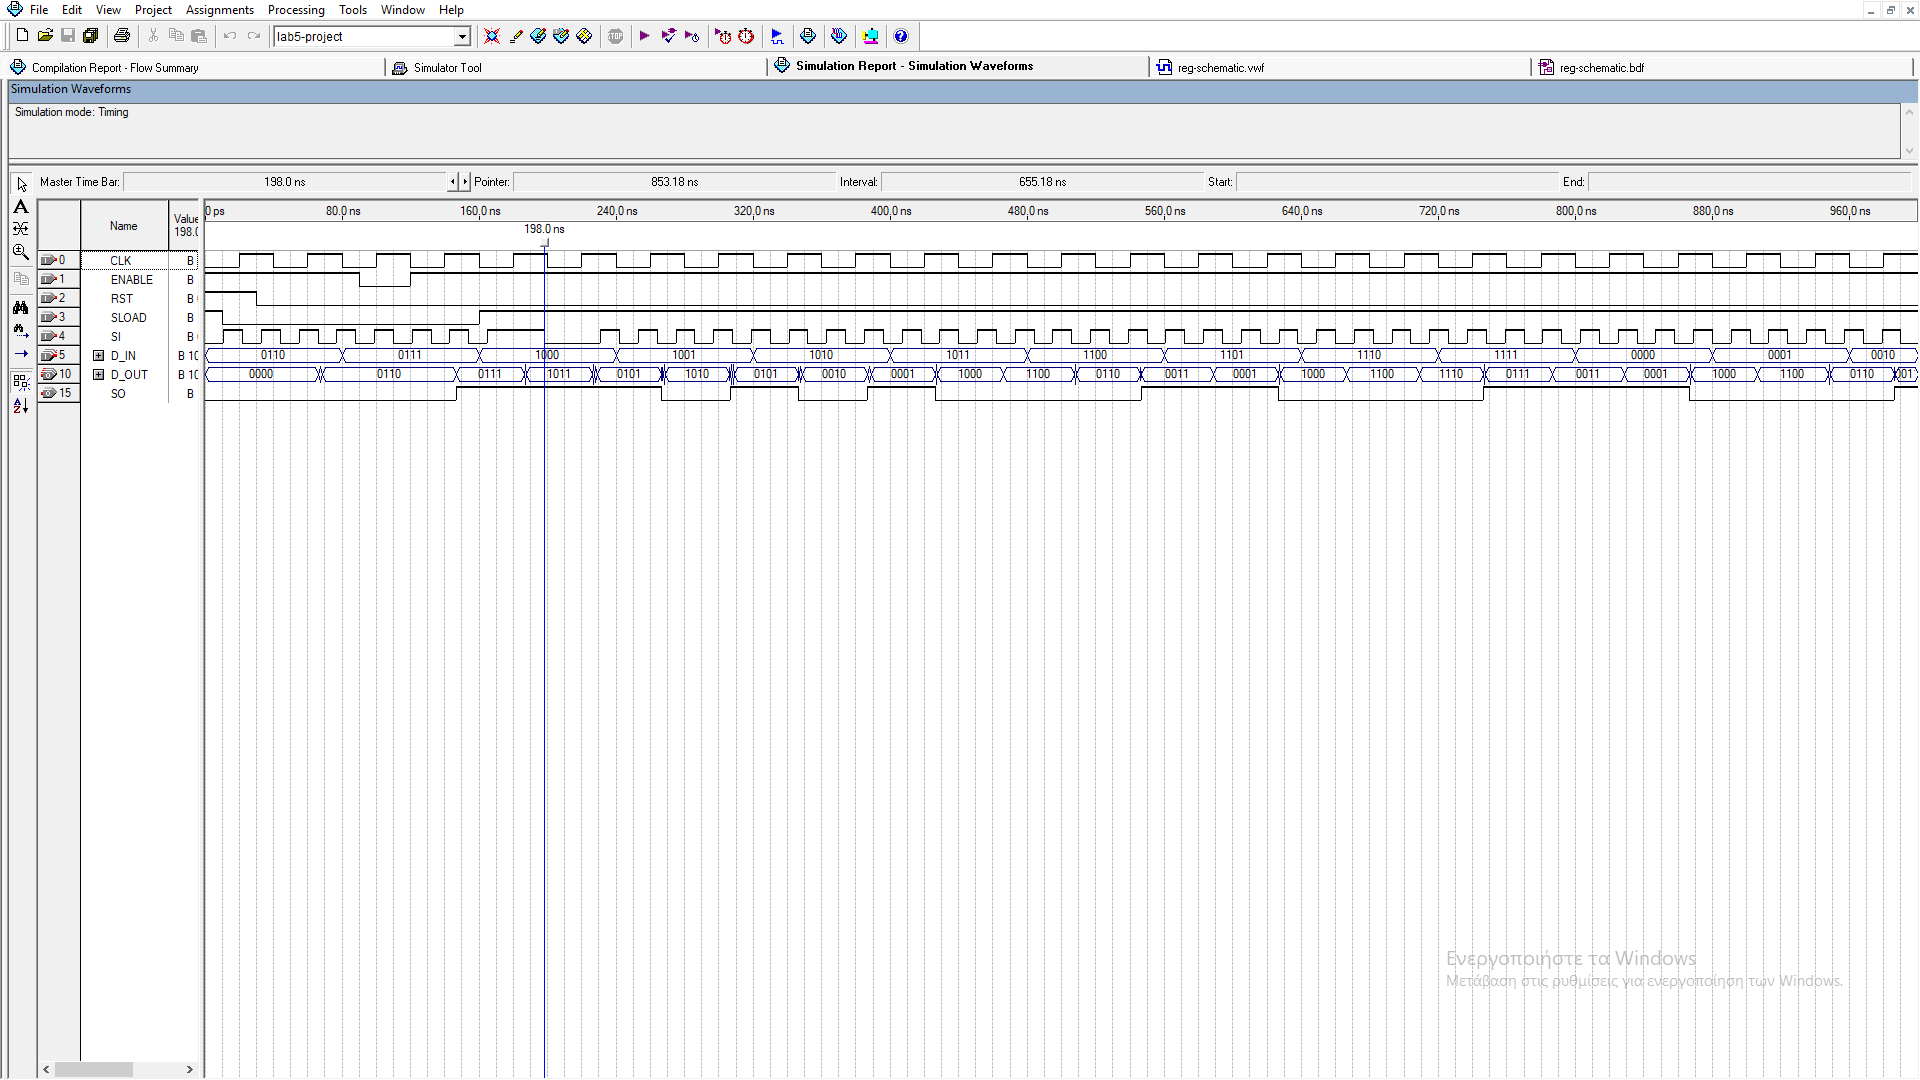 File Edit View Project Assignments Processing Tools Window Help
lab5-project
Compilation Report - Flow Summary
Simulator Tool
Simulation Report - Simulation Waveforms
reg-schematic.vwf
reg-schematic.bdf
Simulation Waveforms
Simulation mode: Timing
Master Time Bar: 198.0 ns Pointer: 853.18 ns Interval: 655.18 ns Start: End:
Name
Value
198.0
0 ps 80.0 ns 160.0 ns 240.0 ns 320.0 ns 400.0 ns 480.0 ns 560.0 ns 640.0 ns 720.0 ns 800.0 ns 880.0 ns 960.0 ns
198.0 ns
0 CLK B
1 ENABLE B
2 RST B
3 SLOAD B
4 SI B
5 D_IN B 10 0110 0111 1000 1001 1010 1011 1100 1101 1110 1111 0000 0001 0010
10 D_OUT B 10 0000 0110 0111 1011 0101 1010 0101 0010 0001 1000 1100 0110 0011 0001 1000 1100 1110 0111 0011 0001 1000 1100 0110
15 SO B
Ενεργοποιήστε τα Windows
Μετάβαση στις ρυθμίσεις για ενεργοποίηση των Windows.